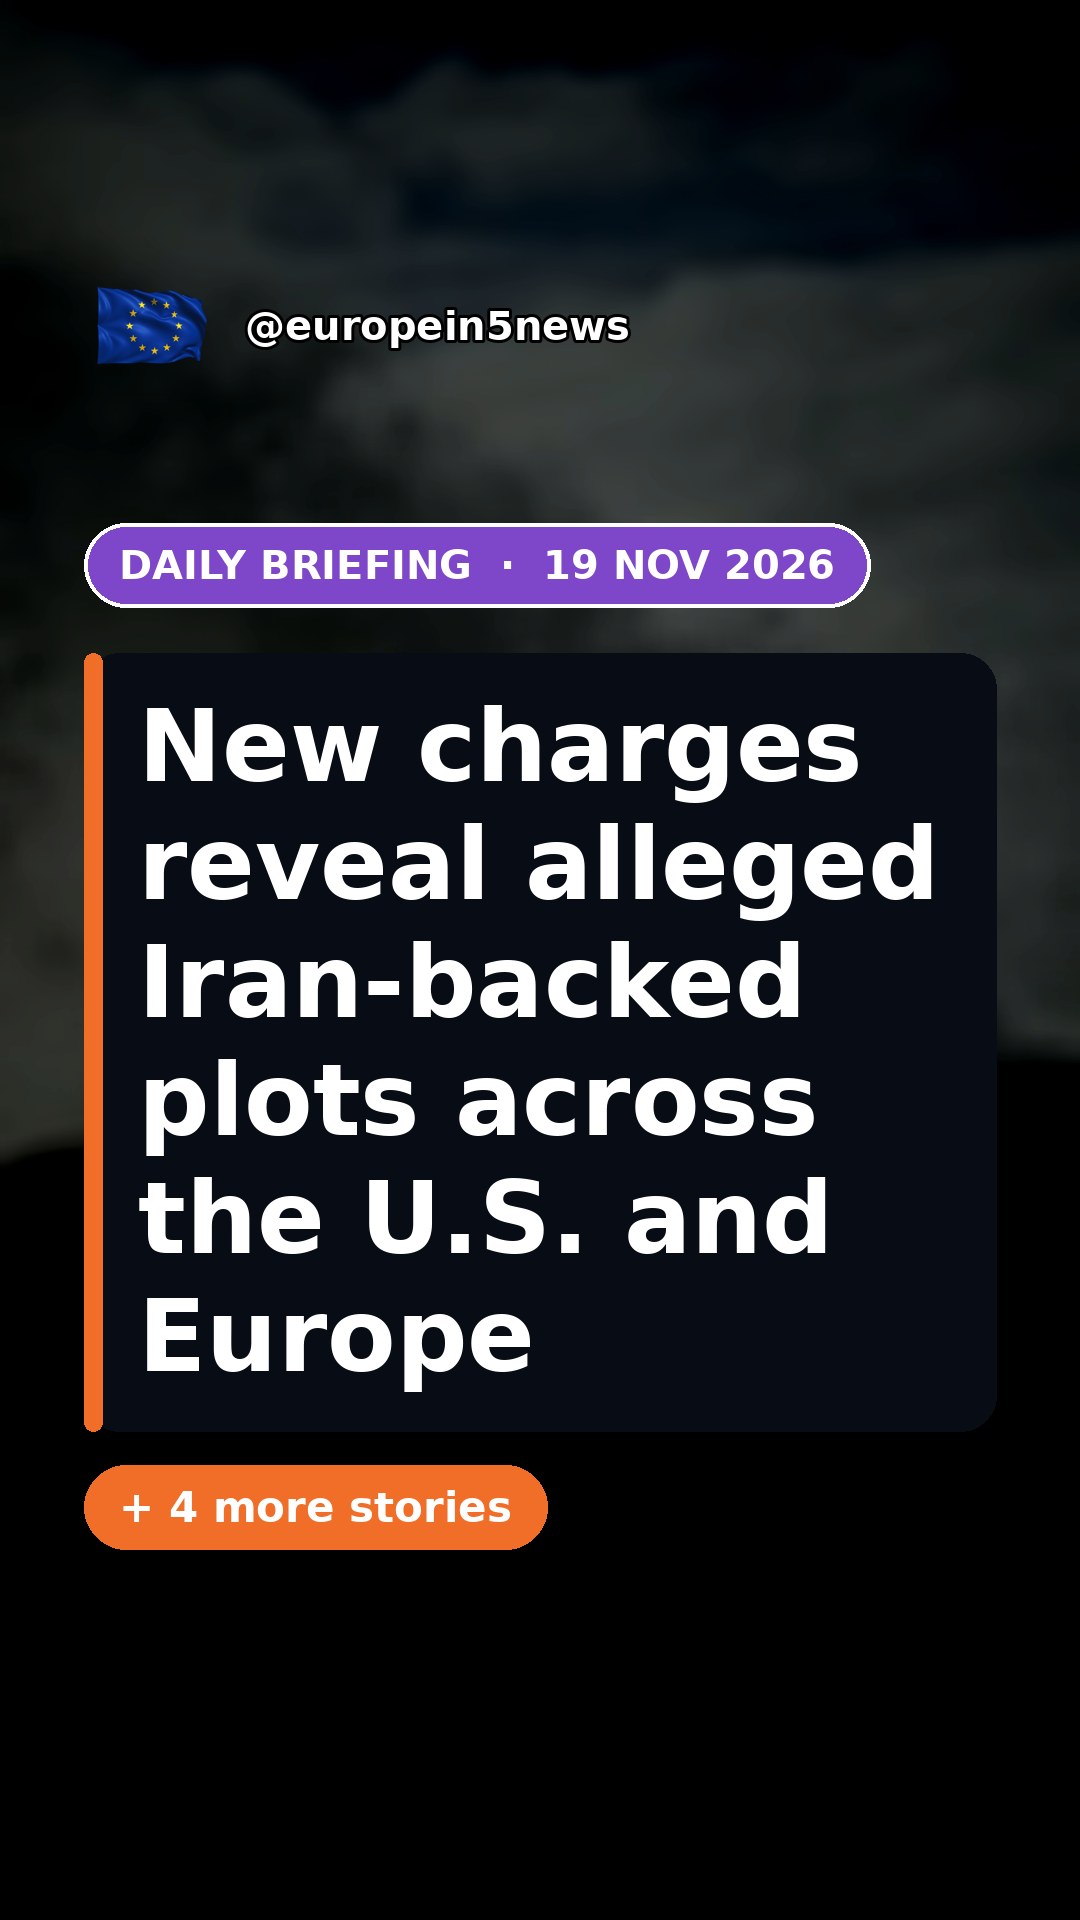 @europein5news
DAILY BRIEFING · 19 NOV 2026
New charges
reveal alleged
Iran-backed
plots across
the U.S. and
Europe
+ 4 more stories